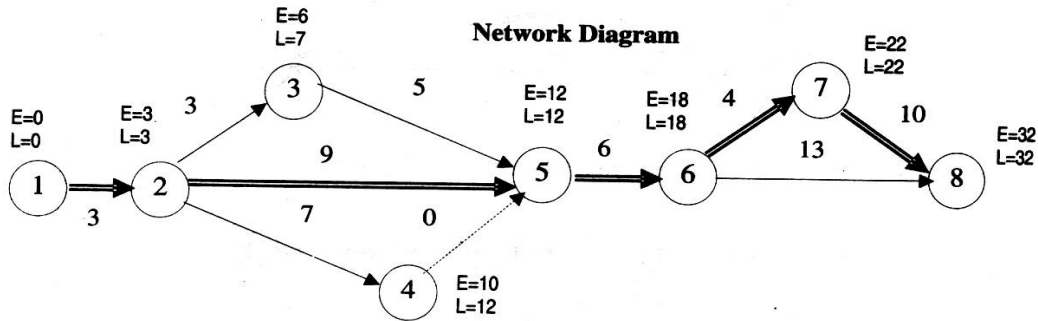 Network Diagram
E=0
L=0
1
3
E=3
L=3
2
3
E=6
L=7
3
5
9
7
0
E=10
L=12
4
E=12
L=12
5
6
E=18
L=18
6
4
E=22
L=22
7
10
13
E=32
L=32
8